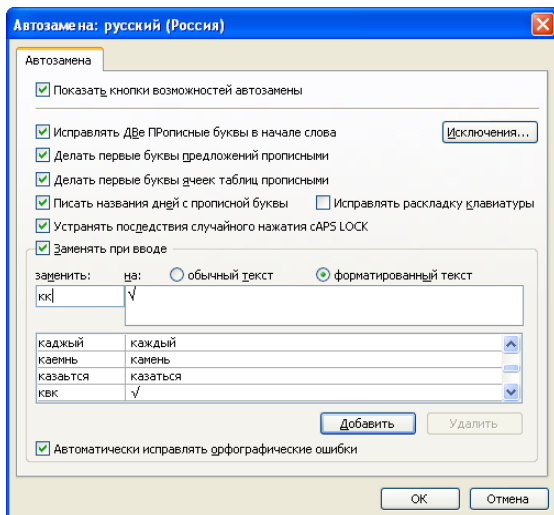 Автозамена: русский (Россия)
Автозамена
Показать кнопки возможностей автозамены
Исправлять ДВе ПРописные буквы в начале слова
Исключения...
Делать первые буквы предложений прописными
Делать первые буквы ячеек таблиц прописными
Писать названия дней с прописной буквы Исправлять раскладку клавиатуры
Устранять последствия случайного нажатия cAPS LOCK
Заменять при вводе
заменить: на: обычный текст форматированный текст
кк √
каджый каждый
каемнь камень
казаьтся казаться
квк √
Добавить Удалить
Автоматически исправлять орфографические ошибки
ОК Отмена